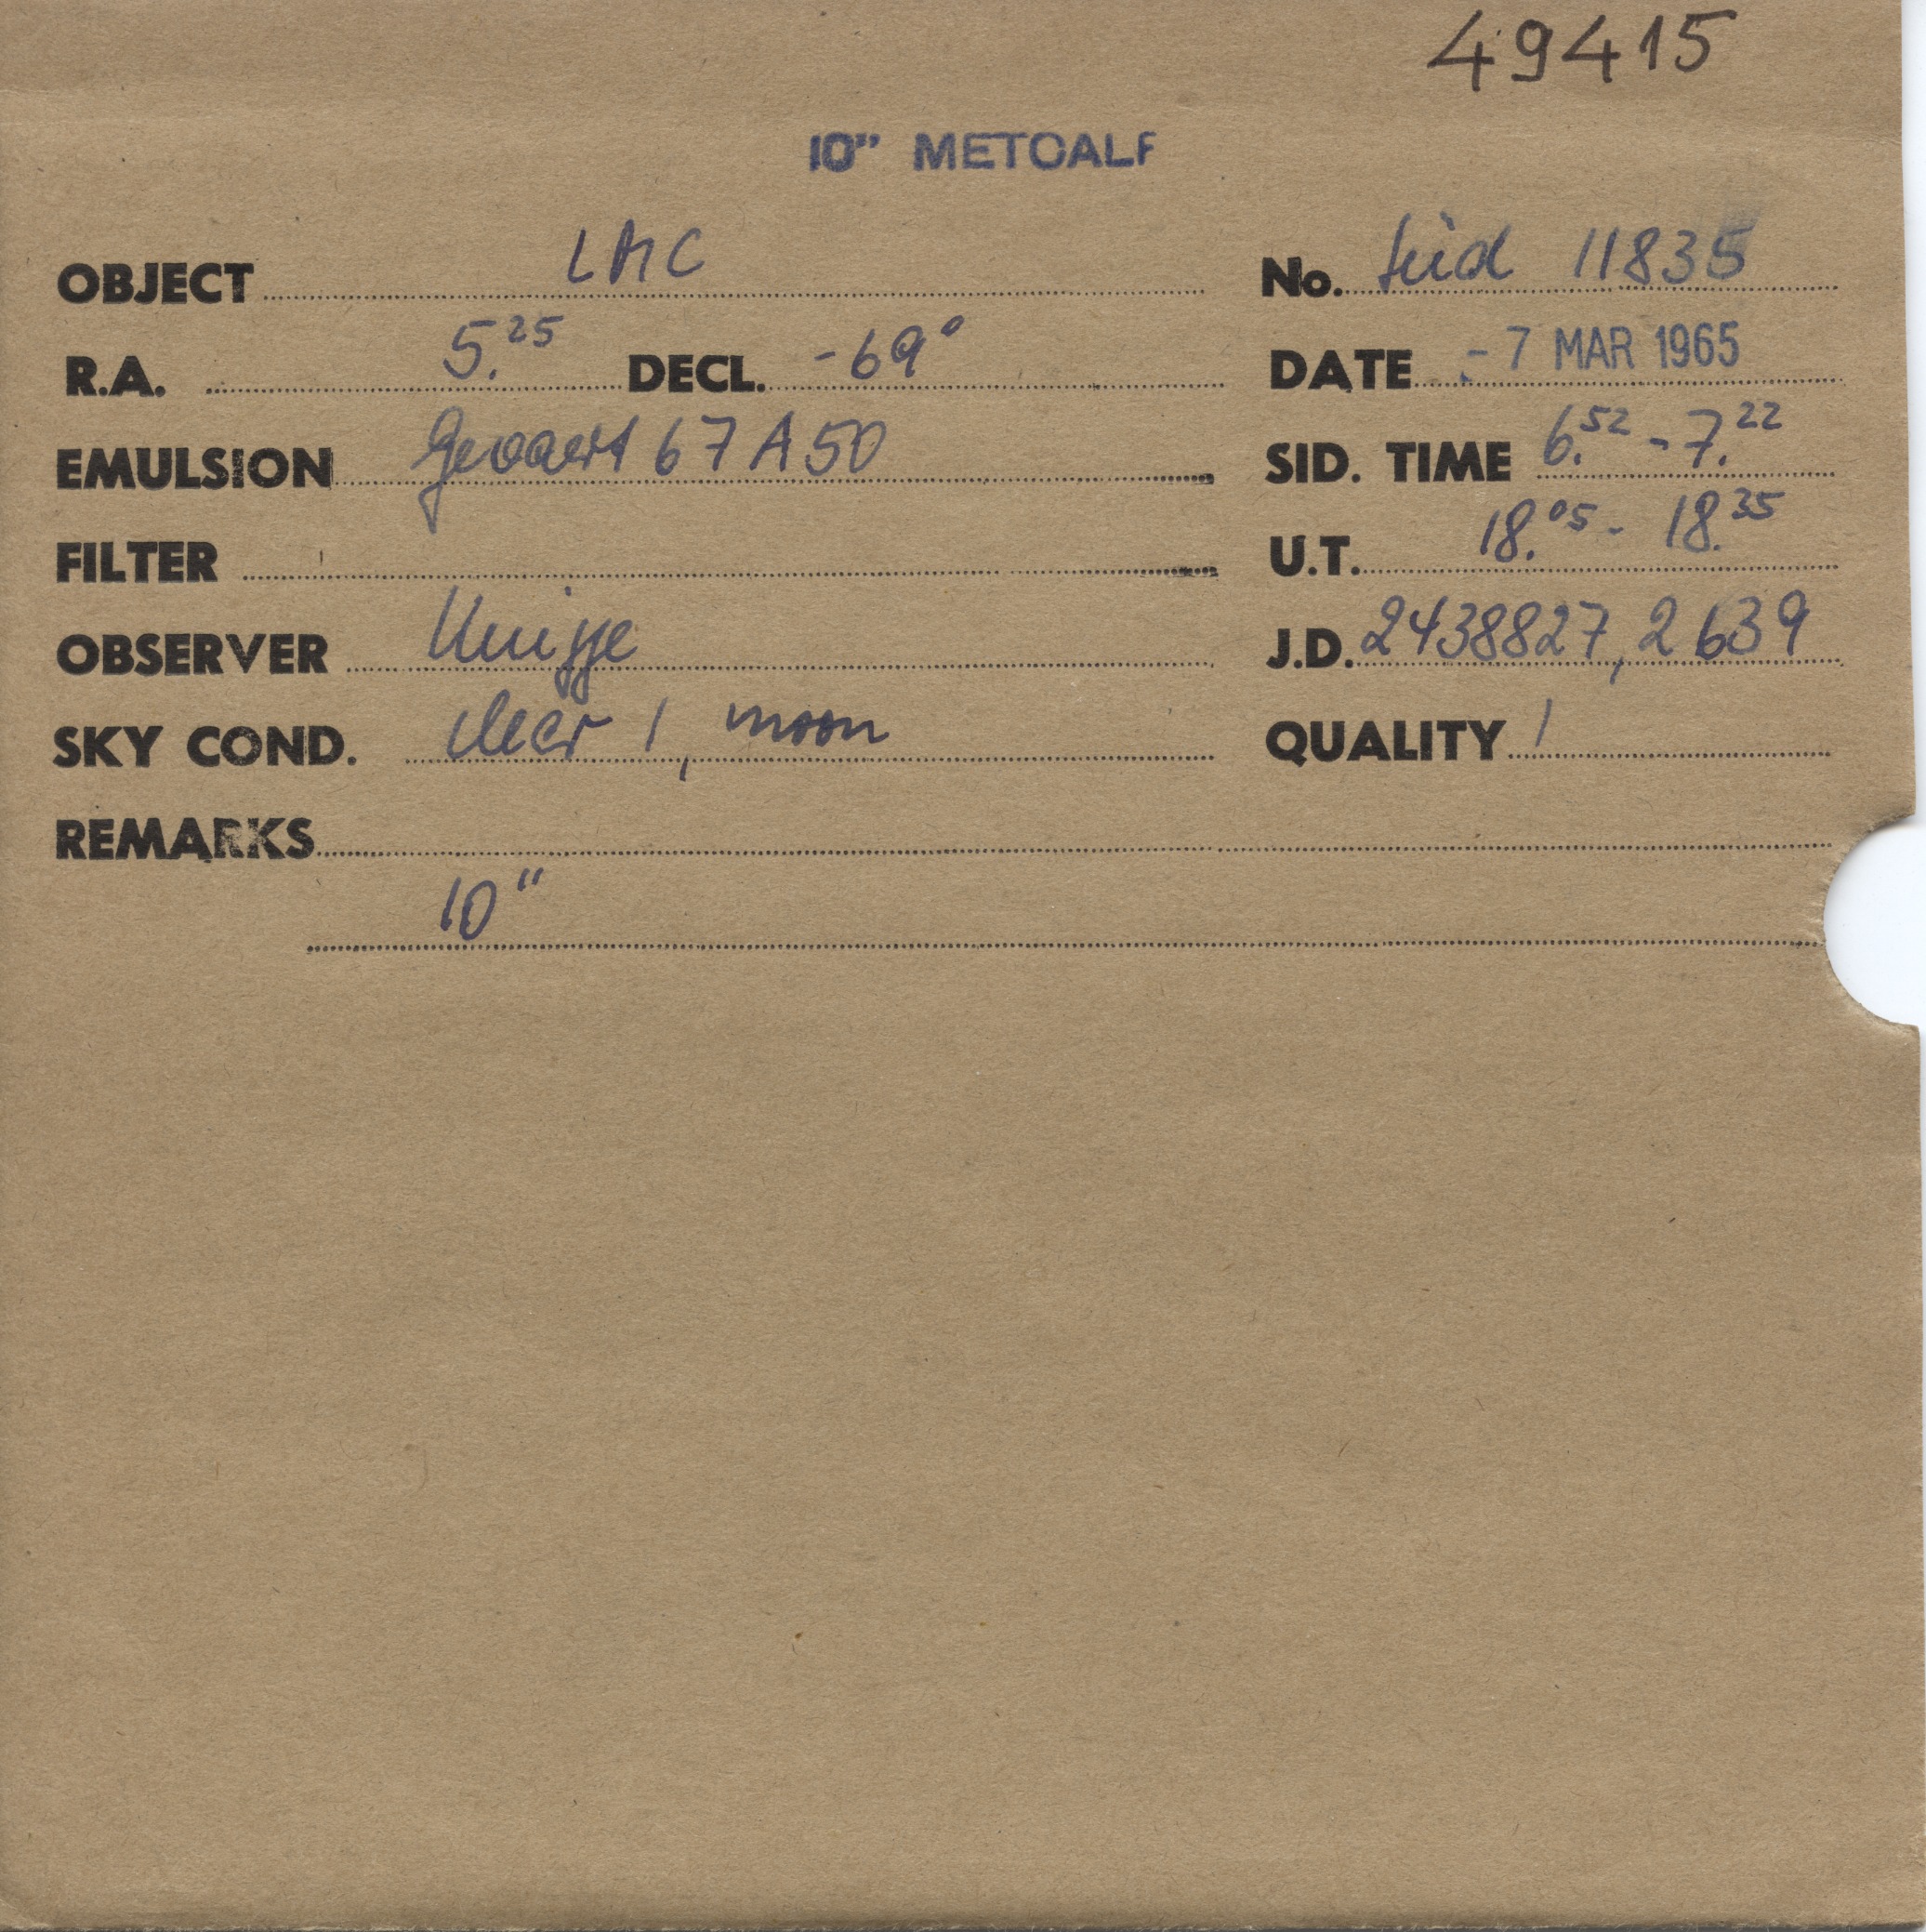 49415
10" METCALF
OBJECT LMC No. 11835
R.A. 5.25 DECL. -69° DATE - 7 MAR 1965
EMULSION Gevaert 67 A 50 SID. TIME 6.52 - 7.22
FILTER U.T. 18.05 - 18.35
OBSERVER J.D. 2438827,2639
SKY COND. clear 1, moon QUALITY 1
REMARKS
10"